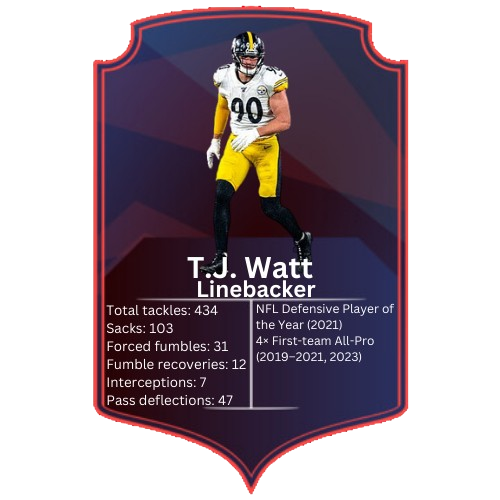 90
T.J. Watt
Linebacker
Total tackles: 434
Sacks: 103
Forced fumbles: 31
Fumble recoveries: 12
Interceptions: 7
Pass deflections: 47
NFL Defensive Player of
the Year (2021)
4× First-team All-Pro
(2019–2021, 2023)